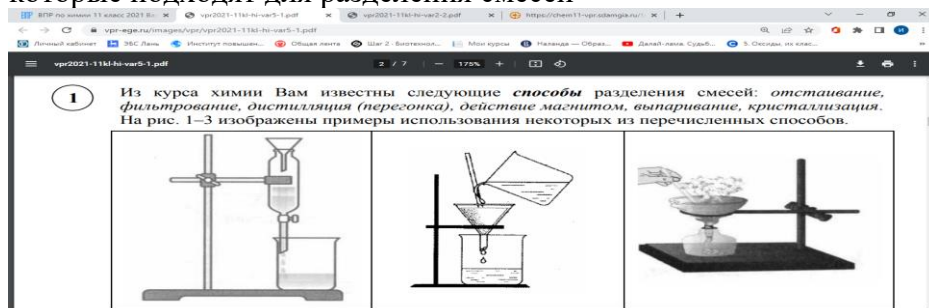 которые подходит для разделения смесей
ВПР по химии 11 класс 2021 Ва
vpr2021-11kl-hi-var5-1.pdf
vpr2021-11kl-hi-var2-2.pdf
https://chem11-vpr.sdamgia.ru/
vpr-ege.ru/images/vpr/vpr2021-11kl-hi-var5-1.pdf
Личный кабинет
ЭБС Лань
Институт повышен...
Общая лента
Шаг 2 · Биотехнол...
Мои курсы
Наланда — Образ...
Далай-лама. Судьб...
5. Оксиды, их клас...
vpr2021-11kl-hi-var5-1.pdf
2 / 7
175%
1
Из курса химии Вам известны следующие способы разделения смесей: отстаивание,
фильтрование, дистилляция (перегонка), действие магнитом, выпаривание, кристаллизация.
На рис. 1–3 изображены примеры использования некоторых из перечисленных способов.